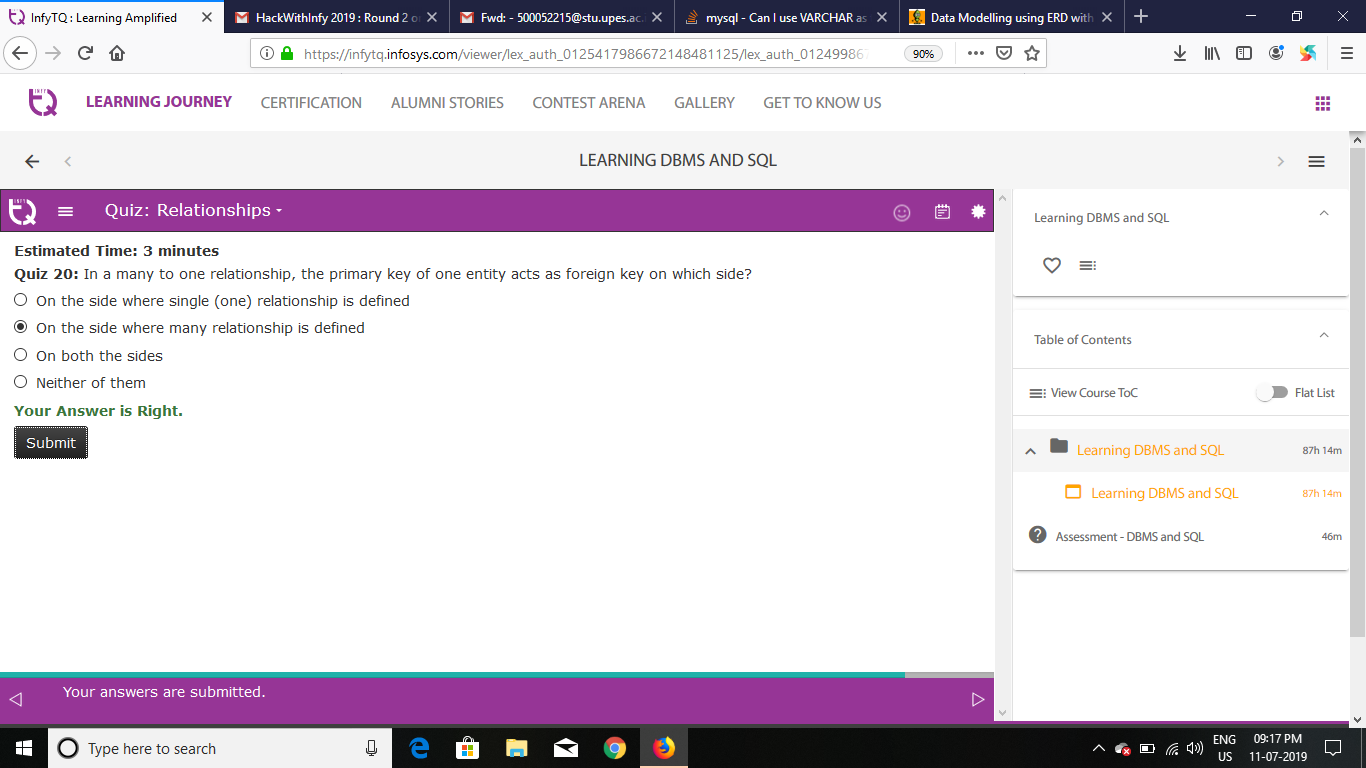 InfyTQ : Learning Amplified
HackWithInfy 2019 : Round 2 o
Fwd: - 500052215@stu.upes.ac.
mysql - Can I use VARCHAR as
Data Modelling using ERD with
https://infytq.infosys.com/viewer/lex_auth_0125417986672148481125/lex_auth_01249986
90%
INFY
TQ
LEARNING JOURNEY
CERTIFICATION
ALUMNI STORIES
CONTEST ARENA
GALLERY
GET TO KNOW US
LEARNING DBMS AND SQL
Quiz: Relationships
Estimated Time: 3 minutes
Quiz 20: In a many to one relationship, the primary key of one entity acts as foreign key on which side?
On the side where single (one) relationship is defined
On the side where many relationship is defined
On both the sides
Neither of them
Your Answer is Right.
Submit
Your answers are submitted.
Learning DBMS and SQL
Table of Contents
View Course ToC
Flat List
Learning DBMS and SQL 87h 14m
Learning DBMS and SQL 87h 14m
Assessment - DBMS and SQL 46m
Type here to search
ENG
US
09:17 PM
11-07-2019